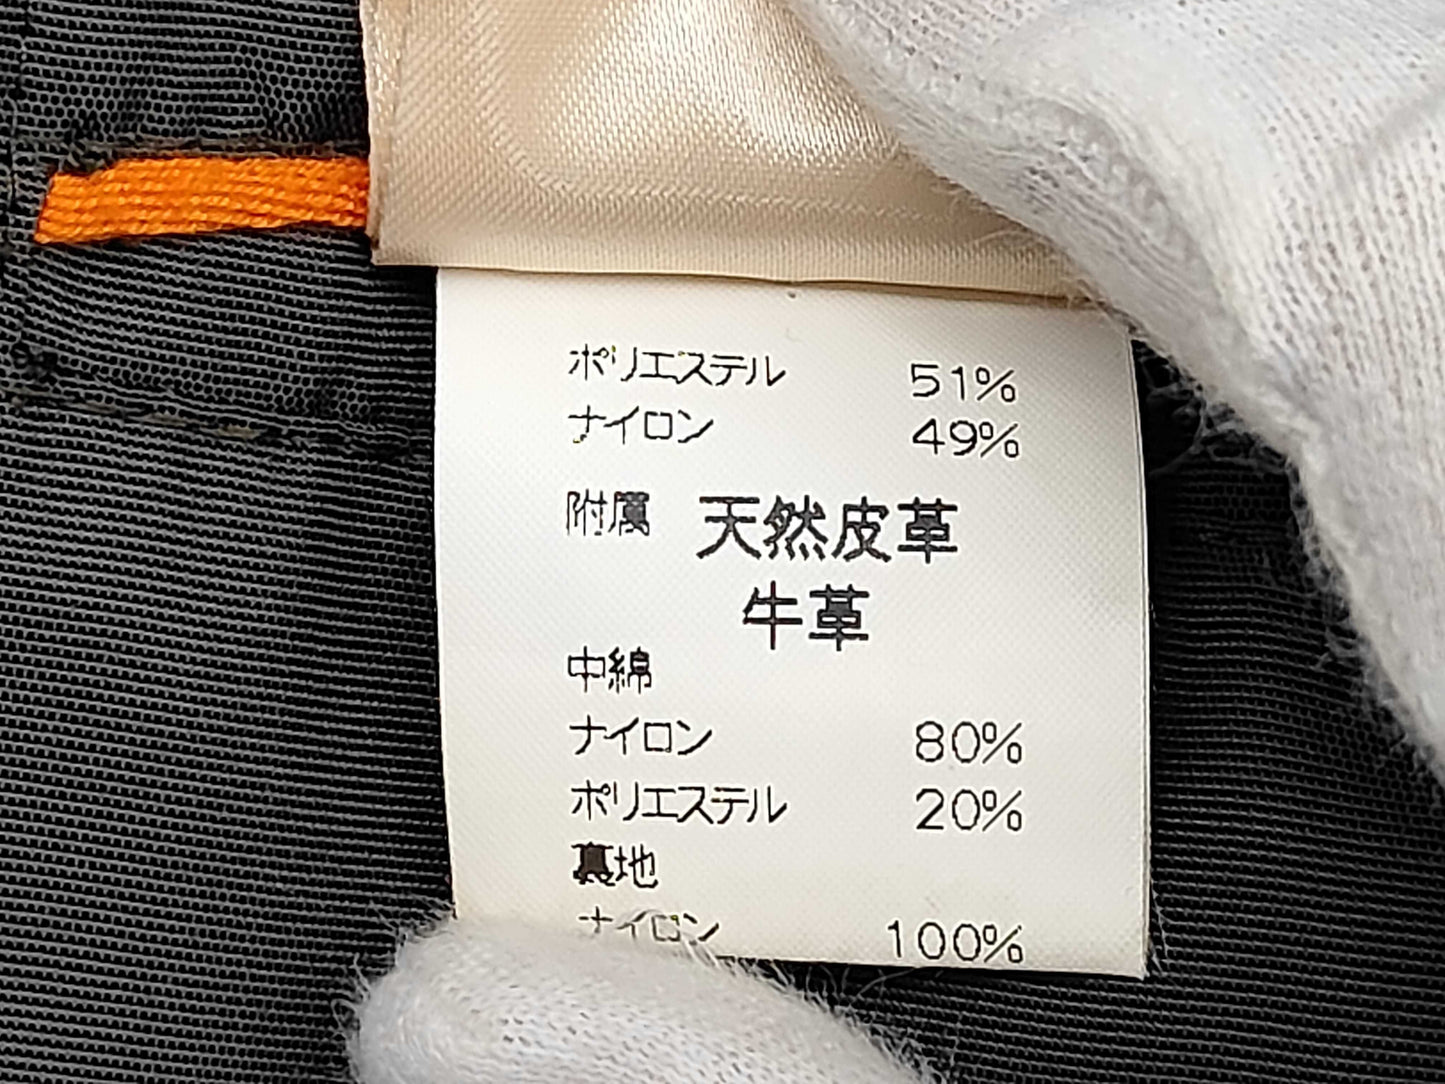 ポリエステル 51%
ナイロン 49%
附属 天然皮革
牛革
中綿
ナイロン 80%
ポリエステル 20%
裏地
ナイロン 100%